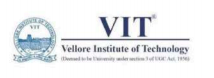 VIT®
Vellore Institute of Technology
(Deemed to be University under section 3 of UGC Act, 1956)